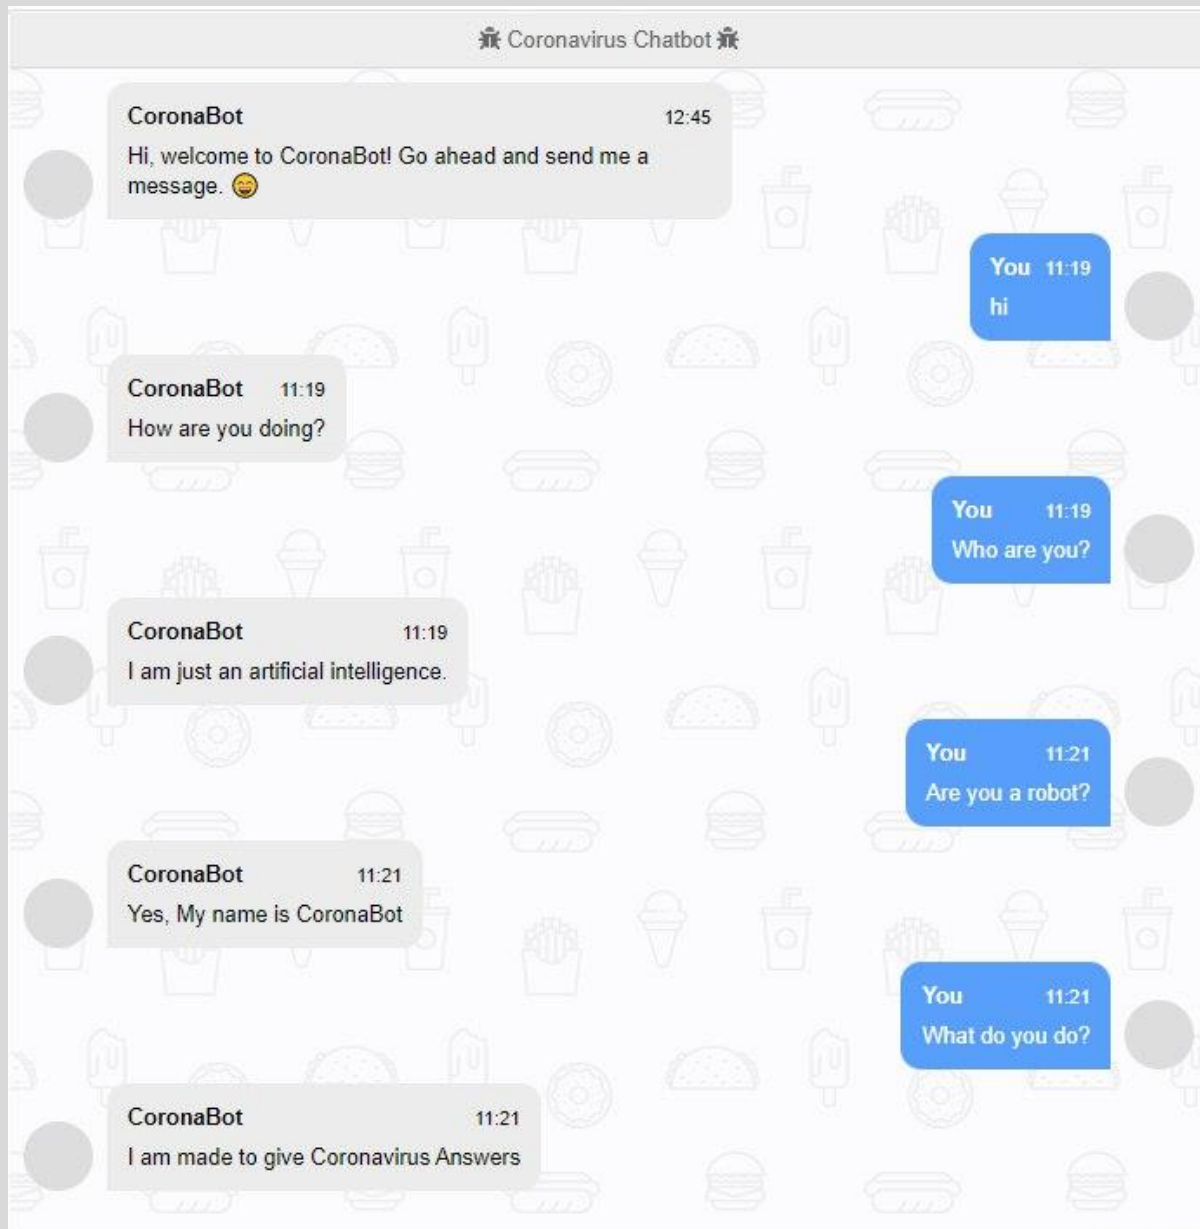 Coronavirus Chatbot
CoronaBot 12:45
Hi, welcome to CoronaBot! Go ahead and send me a
message. 😄
You 11:19
hi
CoronaBot 11:19
How are you doing?
You 11:19
Who are you?
CoronaBot 11:19
I am just an artificial intelligence.
You 11:21
Are you a robot?
CoronaBot 11:21
Yes, My name is CoronaBot
You 11:21
What do you do?
CoronaBot 11:21
I am made to give Coronavirus Answers